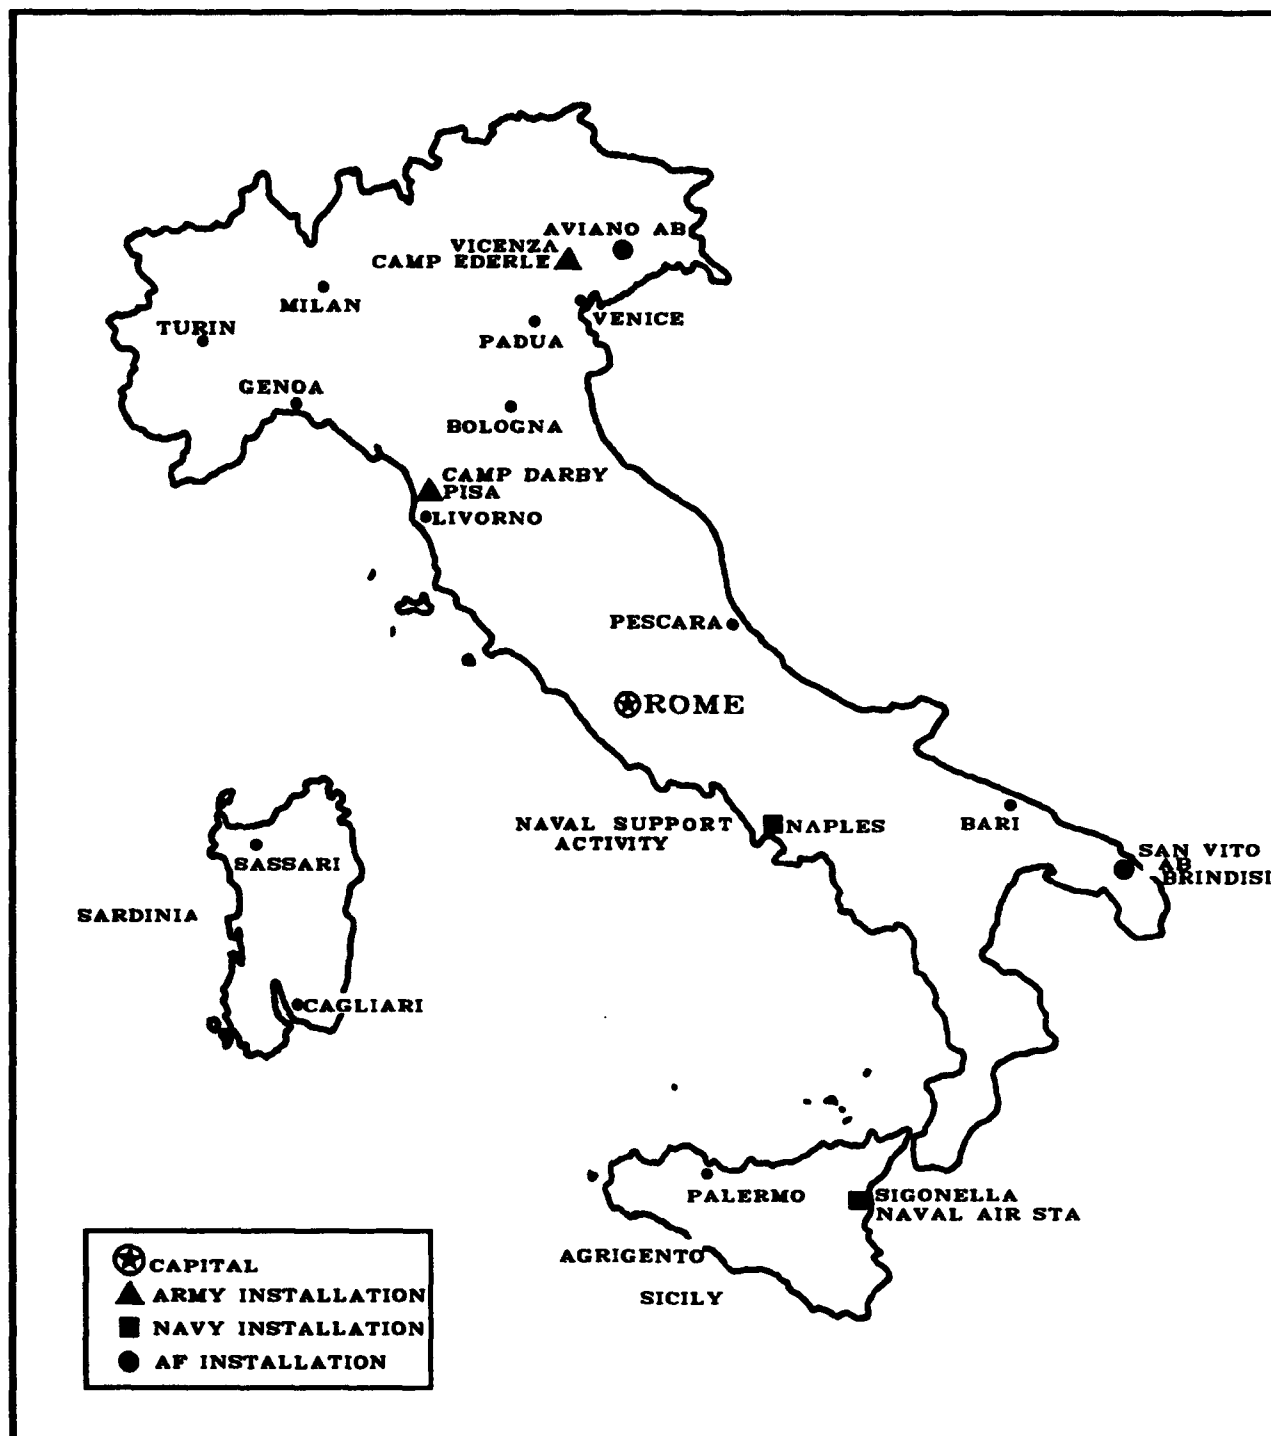 AVIANO AB
VICENZA
CAMP EDERLE
MILAN
VENICE
TURIN
PADUA
GENOA
BOLOGNA
CAMP DARBY
PISA
LIVORNO
PESCARA
ROME
NAVAL SUPPORT
ACTIVITY
NAPLES
BARI
SAN VITO
AB
BRINDISI
SASSARI
SARDINIA
CAGLIARI
PALERMO
SIGONELLA
NAVAL AIR STA
AGRIGENTO
SICILY
CAPITAL
ARMY INSTALLATION
NAVY INSTALLATION
AF INSTALLATION